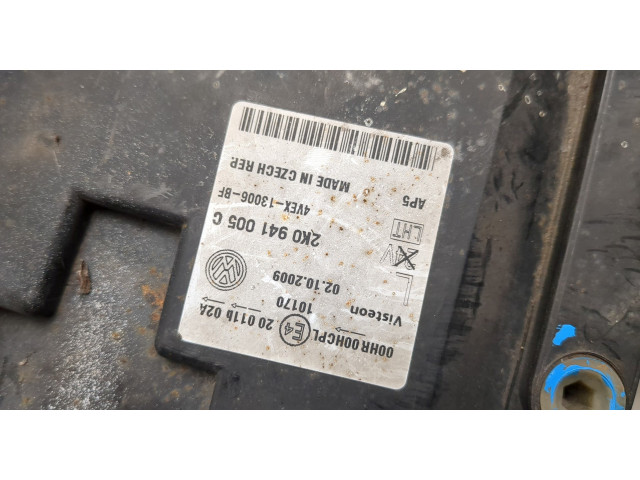 00HR 00HCPL
E4 20 011b 02A
Visteon 10170
L AV 02.10.2009
LHT 2K0 941 005 C
4VEX-13006-BF
AP5 MADE IN CZECH REP.